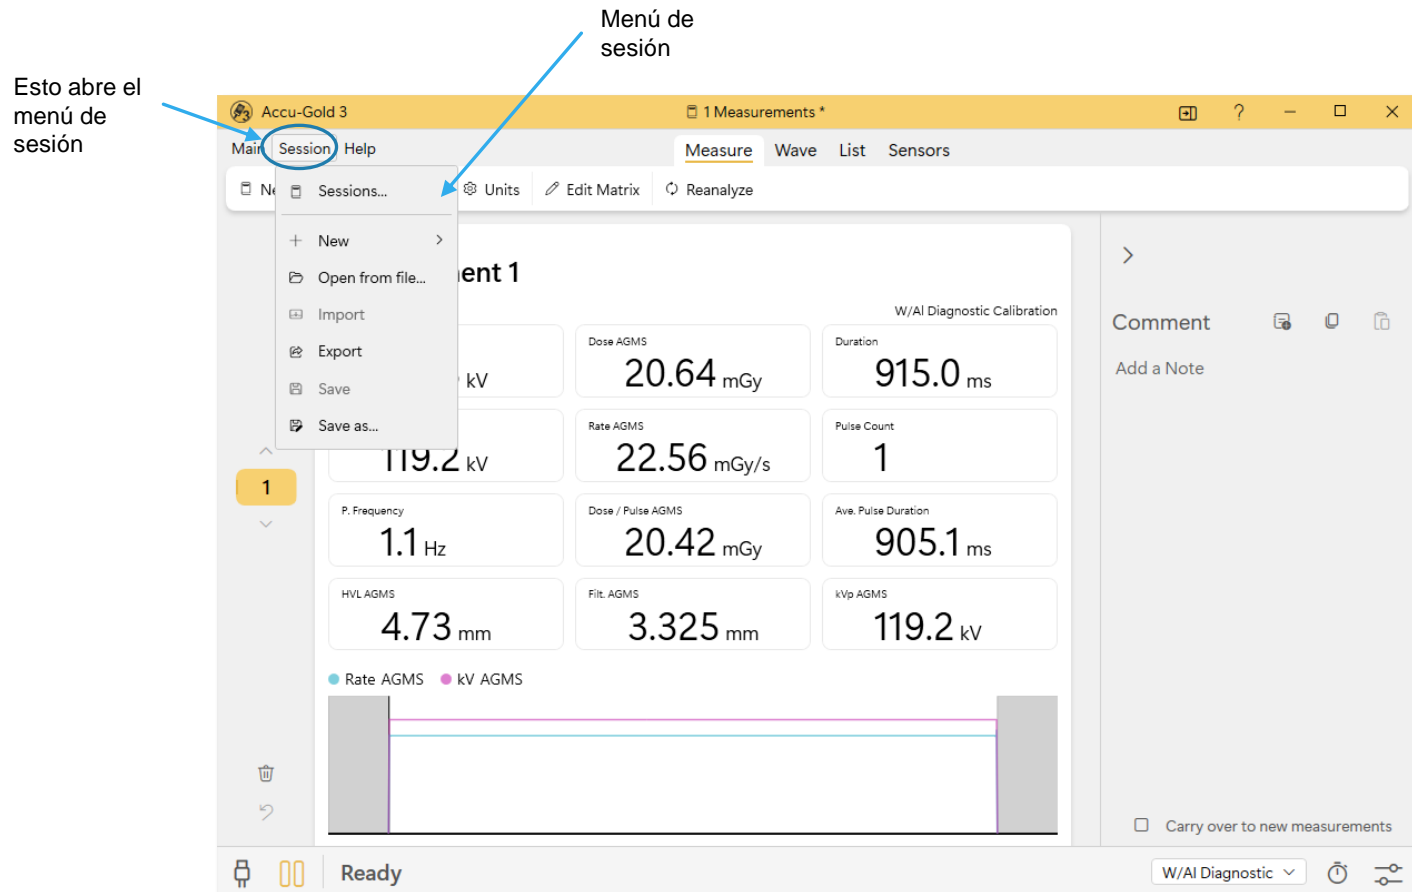 Menú de
sesión
Esto abre el
menú de
sesión
Accu-Gold 3
1 Measurements *
Main Session Help
Measure Wave List Sensors
Units Edit Matrix Reanalyze
Sessions...
New
Open from file...
Import
Export
Save
Save as...
W/Al Diagnostic Calibration
kV
Dose AGMS
20.64 mGy
Duration
915.0 ms
119.2 kV
Rate AGMS
22.56 mGy/s
Pulse Count
1
1
P. Frequency
1.1 Hz
Dose / Pulse AGMS
20.42 mGy
Ave. Pulse Duration
905.1 ms
HVL AGMS
4.73 mm
Filt. AGMS
3.325 mm
kVp AGMS
119.2 kV
Rate AGMS kV AGMS
Comment
Add a Note
Carry over to new measurements
Ready
W/Al Diagnostic